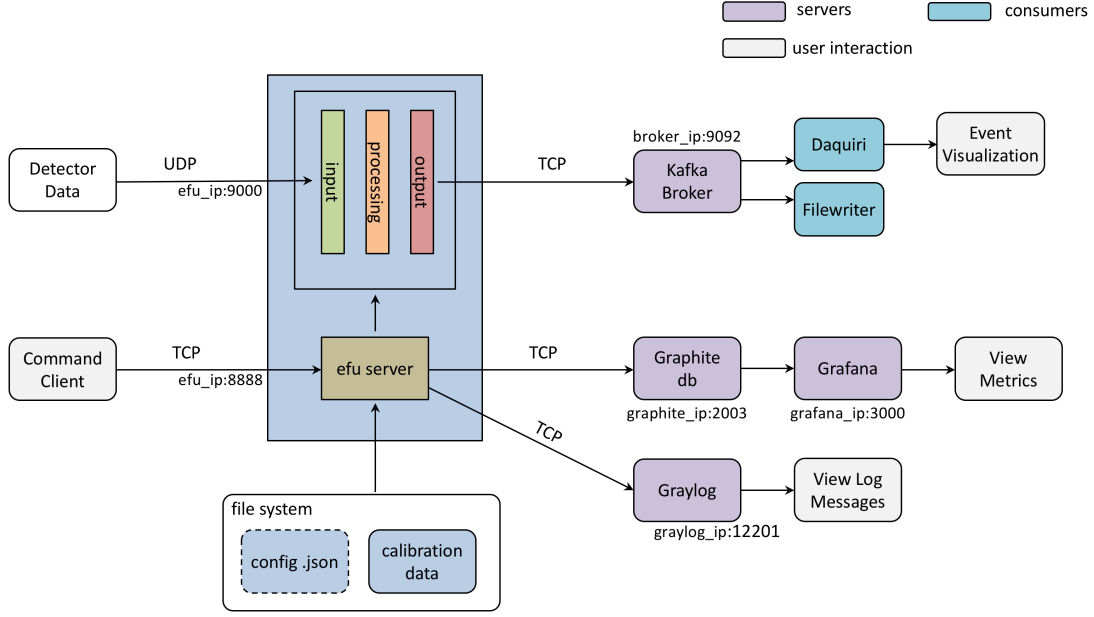 servers
consumers
user interaction
Detector
Data
UDP
efu_ip:9000
input
processing
output
TCP
broker_ip:9092
Kafka
Broker
Daquiri
Filewriter
Event
Visualization
Command
Client
TCP
efu_ip:8888
efu server
TCP
Graphite
db
graphite_ip:2003
Grafana
grafana_ip:3000
View
Metrics
TCP
Graylog
graylog_ip:12201
View Log
Messages
file system
config .json
calibration
data